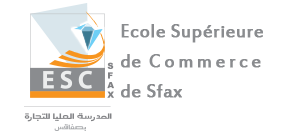 Ecole Supérieure
de Commerce
de Sfax
ESC
SFAX
المدرسة العليا للتجارة
بصفاقس